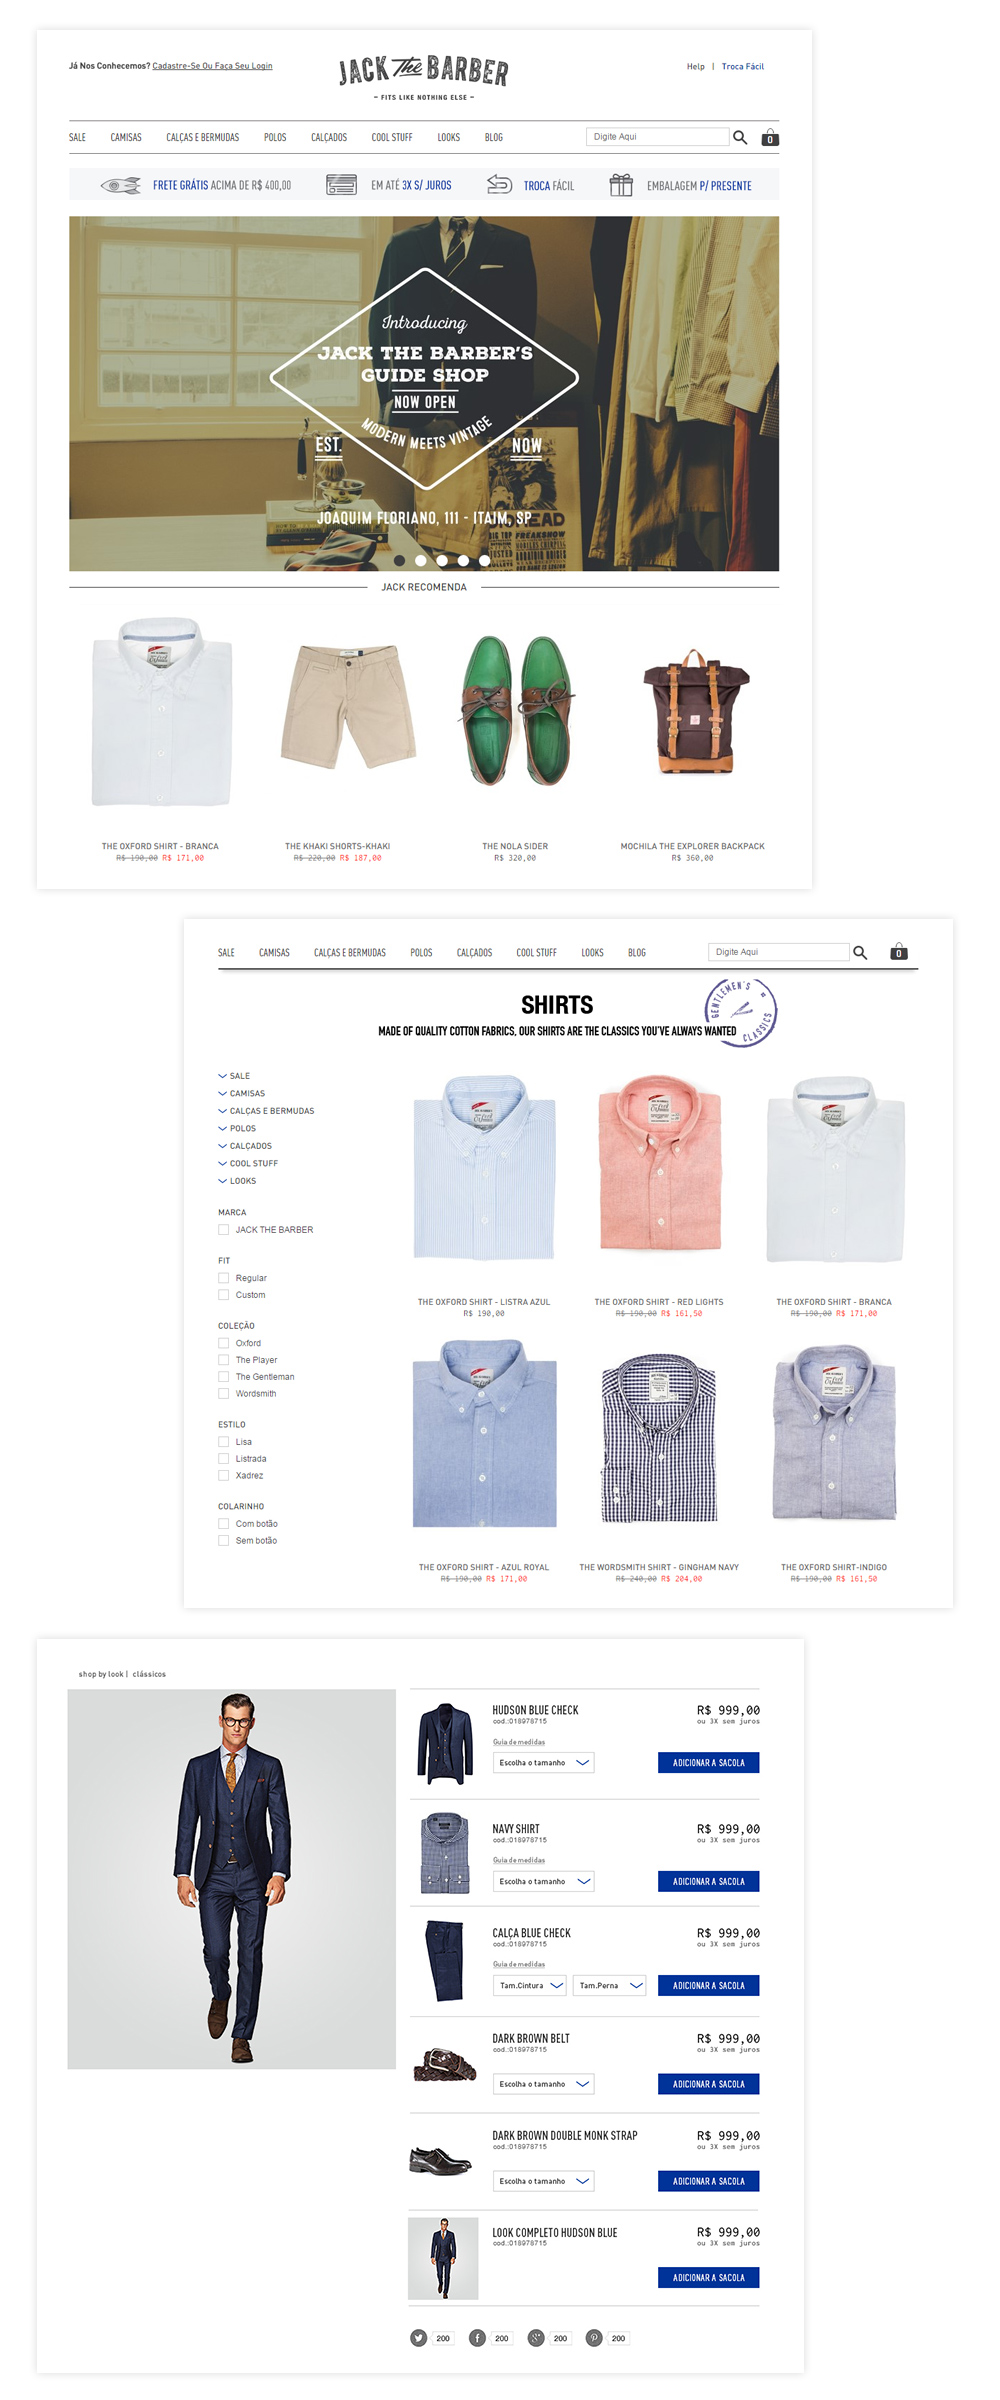 Já Nos Conhecemos? Cadastre-Se Ou Faça Seu Login
JACK The BARBER
– FITS LIKE NOTHING ELSE –
Help | Troca Fácil
SALE CAMISAS CALÇAS E BERMUDAS POLOS CALÇADOS COOL STUFF LOOKS BLOG Digite Aqui 0
FRETE GRÁTIS ACIMA DE R$ 400,00 EM ATÉ 3X S/ JUROS TROCA FÁCIL EMBALAGEM P/ PRESENTE
Introducing
JACK THE BARBER'S
GUIDE SHOP
NOW OPEN
MODERN MEETS VINTAGE
EST. NOW
JOAQUIM FLORIANO, 111 - ITAIM, SP
JACK RECOMENDA
THE OXFORD SHIRT - BRANCA THE KHAKI SHORTS-KHAKI THE NOLA SIDER MOCHILA THE EXPLORER BACKPACK
R$ 190,00 R$ 171,00 R$ 220,00 R$ 187,00 R$ 320,00 R$ 360,00
SALE CAMISAS CALÇAS E BERMUDAS POLOS CALÇADOS COOL STUFF LOOKS BLOG Digite Aqui 0
SHIRTS
MADE OF QUALITY COTTON FABRICS, OUR SHIRTS ARE THE CLASSICS YOU'VE ALWAYS WANTED
GENTLEMEN'S CLASSICS
SALE
CAMISAS
CALÇAS E BERMUDAS
POLOS
CALÇADOS
COOL STUFF
LOOKS
MARCA
JACK THE BARBER
FIT
Regular
Custom
COLEÇÃO
Oxford
The Player
The Gentleman
Wordsmith
ESTILO
Lisa
Listrada
Xadrez
COLARINHO
Com botão
Sem botão
THE OXFORD SHIRT - LISTRA AZUL THE OXFORD SHIRT - RED LIGHTS THE OXFORD SHIRT - BRANCA
R$ 190,00 R$ 190,00 R$ 161,50 R$ 190,00 R$ 171,00
THE OXFORD SHIRT - AZUL ROYAL THE WORDSMITH SHIRT - GINGHAM NAVY THE OXFORD SHIRT-INDIGO
R$ 190,00 R$ 171,00 R$ 240,00 R$ 204,00 R$ 190,00 R$ 161,50
shop by look | clássicos
HUDSON BLUE CHECK R$ 999,00
cod.:018978715 ou 3X sem juros
Guia de medidas
Escolha o tamanho ADICIONAR A SACOLA
NAVY SHIRT R$ 999,00
cod.:018978715 ou 3X sem juros
Guia de medidas
Escolha o tamanho ADICIONAR A SACOLA
CALÇA BLUE CHECK R$ 999,00
cod.:018978715 ou 3X sem juros
Guia de medidas
Tam.Cintura Tam.Perna ADICIONAR A SACOLA
DARK BROWN BELT R$ 999,00
cod.:018978715 ou 3X sem juros
Escolha o tamanho ADICIONAR A SACOLA
DARK BROWN DOUBLE MONK STRAP R$ 999,00
cod.:018978715 ou 3X sem juros
Escolha o tamanho ADICIONAR A SACOLA
LOOK COMPLETO HUDSON BLUE R$ 999,00
cod.:018978715 ou 3X sem juros
ADICIONAR A SACOLA
200 200 200 200